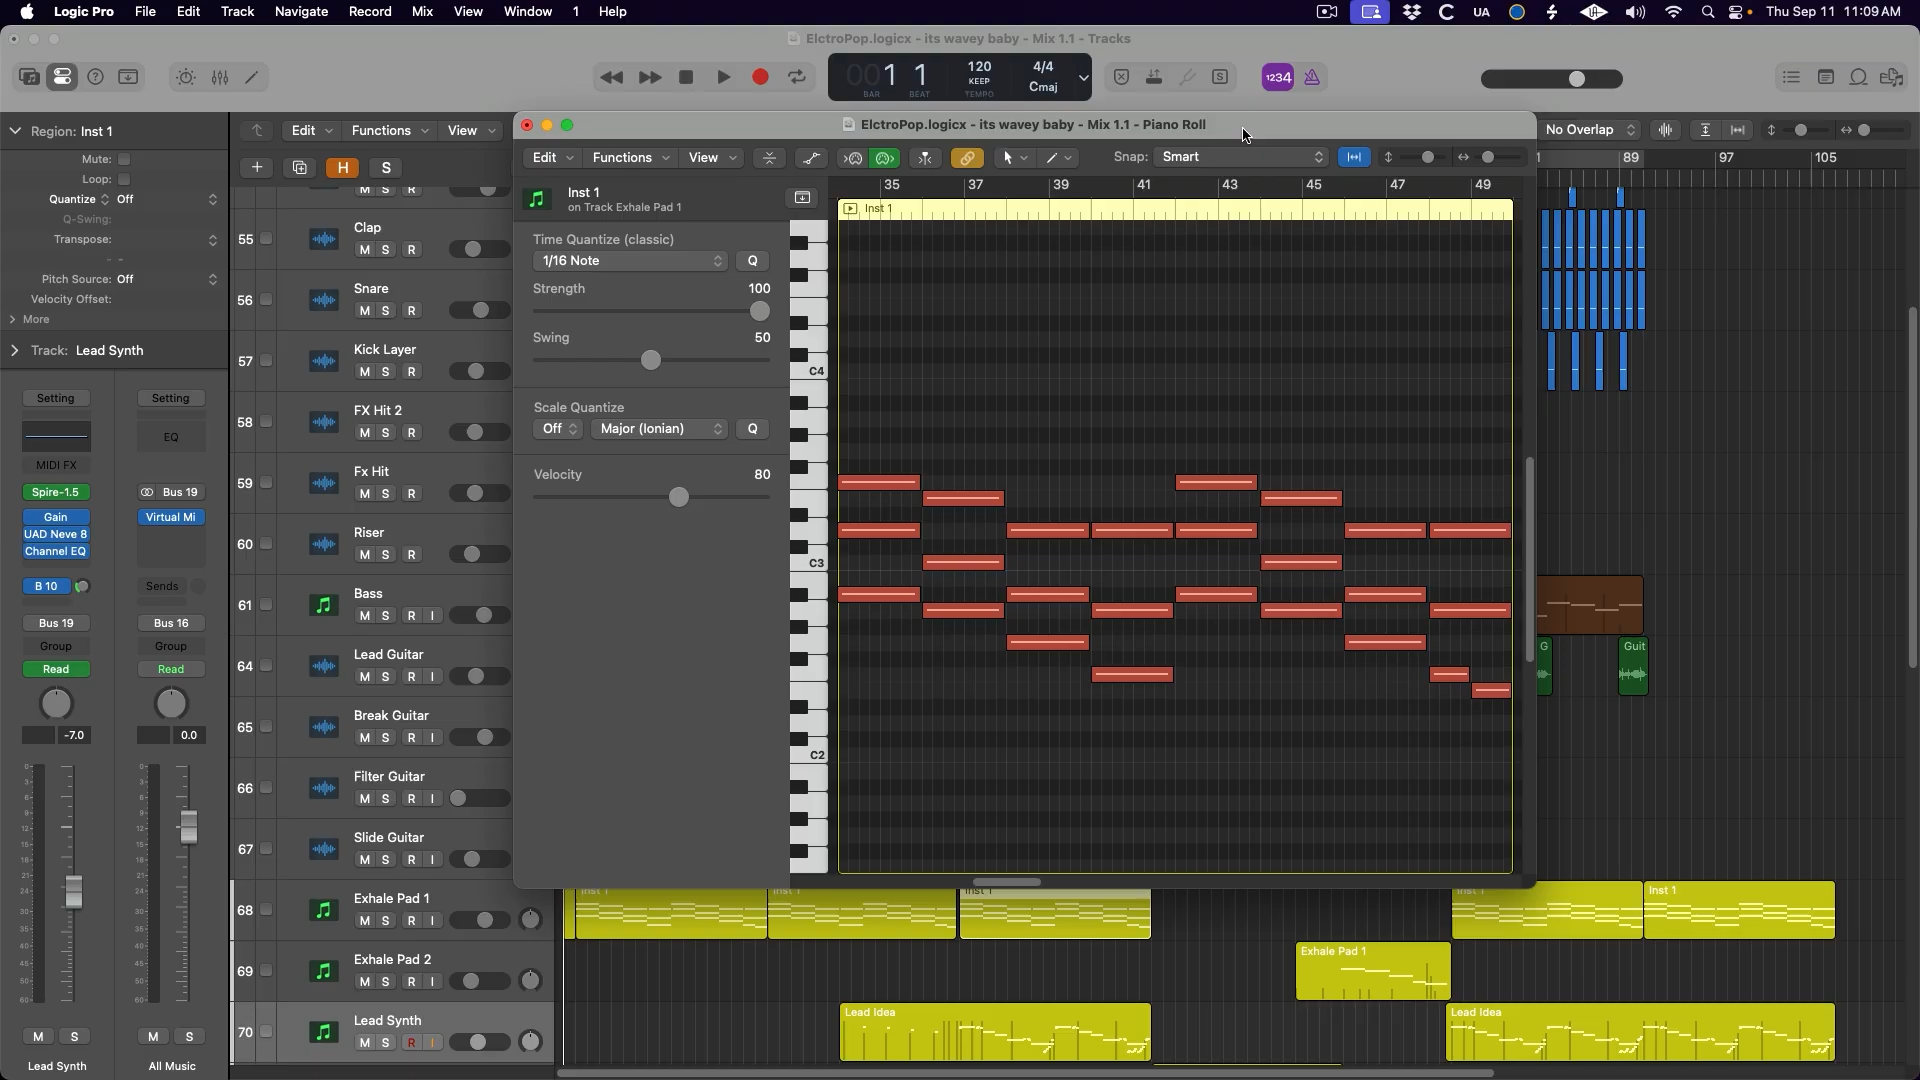 Logic Pro File Edit Track Navigate Record Mix View Window 1 Help UA Thu Sep 11 11:09 AM
ElctroPop.logicx - its wavey baby - Mix 1.1 - Tracks
001 1 120 KEEP 4/4 Cmaj
BAR BEAT TEMPO
S 1234
Region: Inst 1
Mute:
Loop:
Quantize Off
Q-Swing:
Transpose:
- -
Pitch Source: Off
Velocity Offset:
More
Track: Lead Synth
Setting Setting
EQ
MIDI FX
Spire-1.5 Bus 19
Gain Virtual Mi
UAD Neve 8
Channel EQ
B 10 Sends
Bus 19 Bus 16
Group Group
Read Read
-7.0 0.0
M S M S
Lead Synth All Music
Edit Functions View
H S
M S R
55 Clap
M S R
56 Snare
M S R
57 Kick Layer
M S R
58 FX Hit 2
M S R
59 Fx Hit
M S R
60 Riser
M S R
61 Bass
M S R I
64 Lead Guitar
M S R I
65 Break Guitar
M S R I
66 Filter Guitar
M S R I
67 Slide Guitar
M S R I
68 Exhale Pad 1
M S R I
69 Exhale Pad 2
M S R I
70 Lead Synth
M S R I
ElctroPop.logicx - its wavey baby - Mix 1.1 - Piano Roll
Edit Functions View Snap: Smart
Inst 1
on Track Exhale Pad 1
35 37 39 41 43 45 47 49
Inst 1
Time Quantize (classic)
1/16 Note Q
Strength 100
Swing 50
Scale Quantize
Off Major (Ionian) Q
Velocity 80
C4
C3
C2
No Overlap
89 97 105
G Guit
Inst 1 Inst 1 Inst 1 Inst 1 Inst 1
Exhale Pad 1
Lead Idea Lead Idea